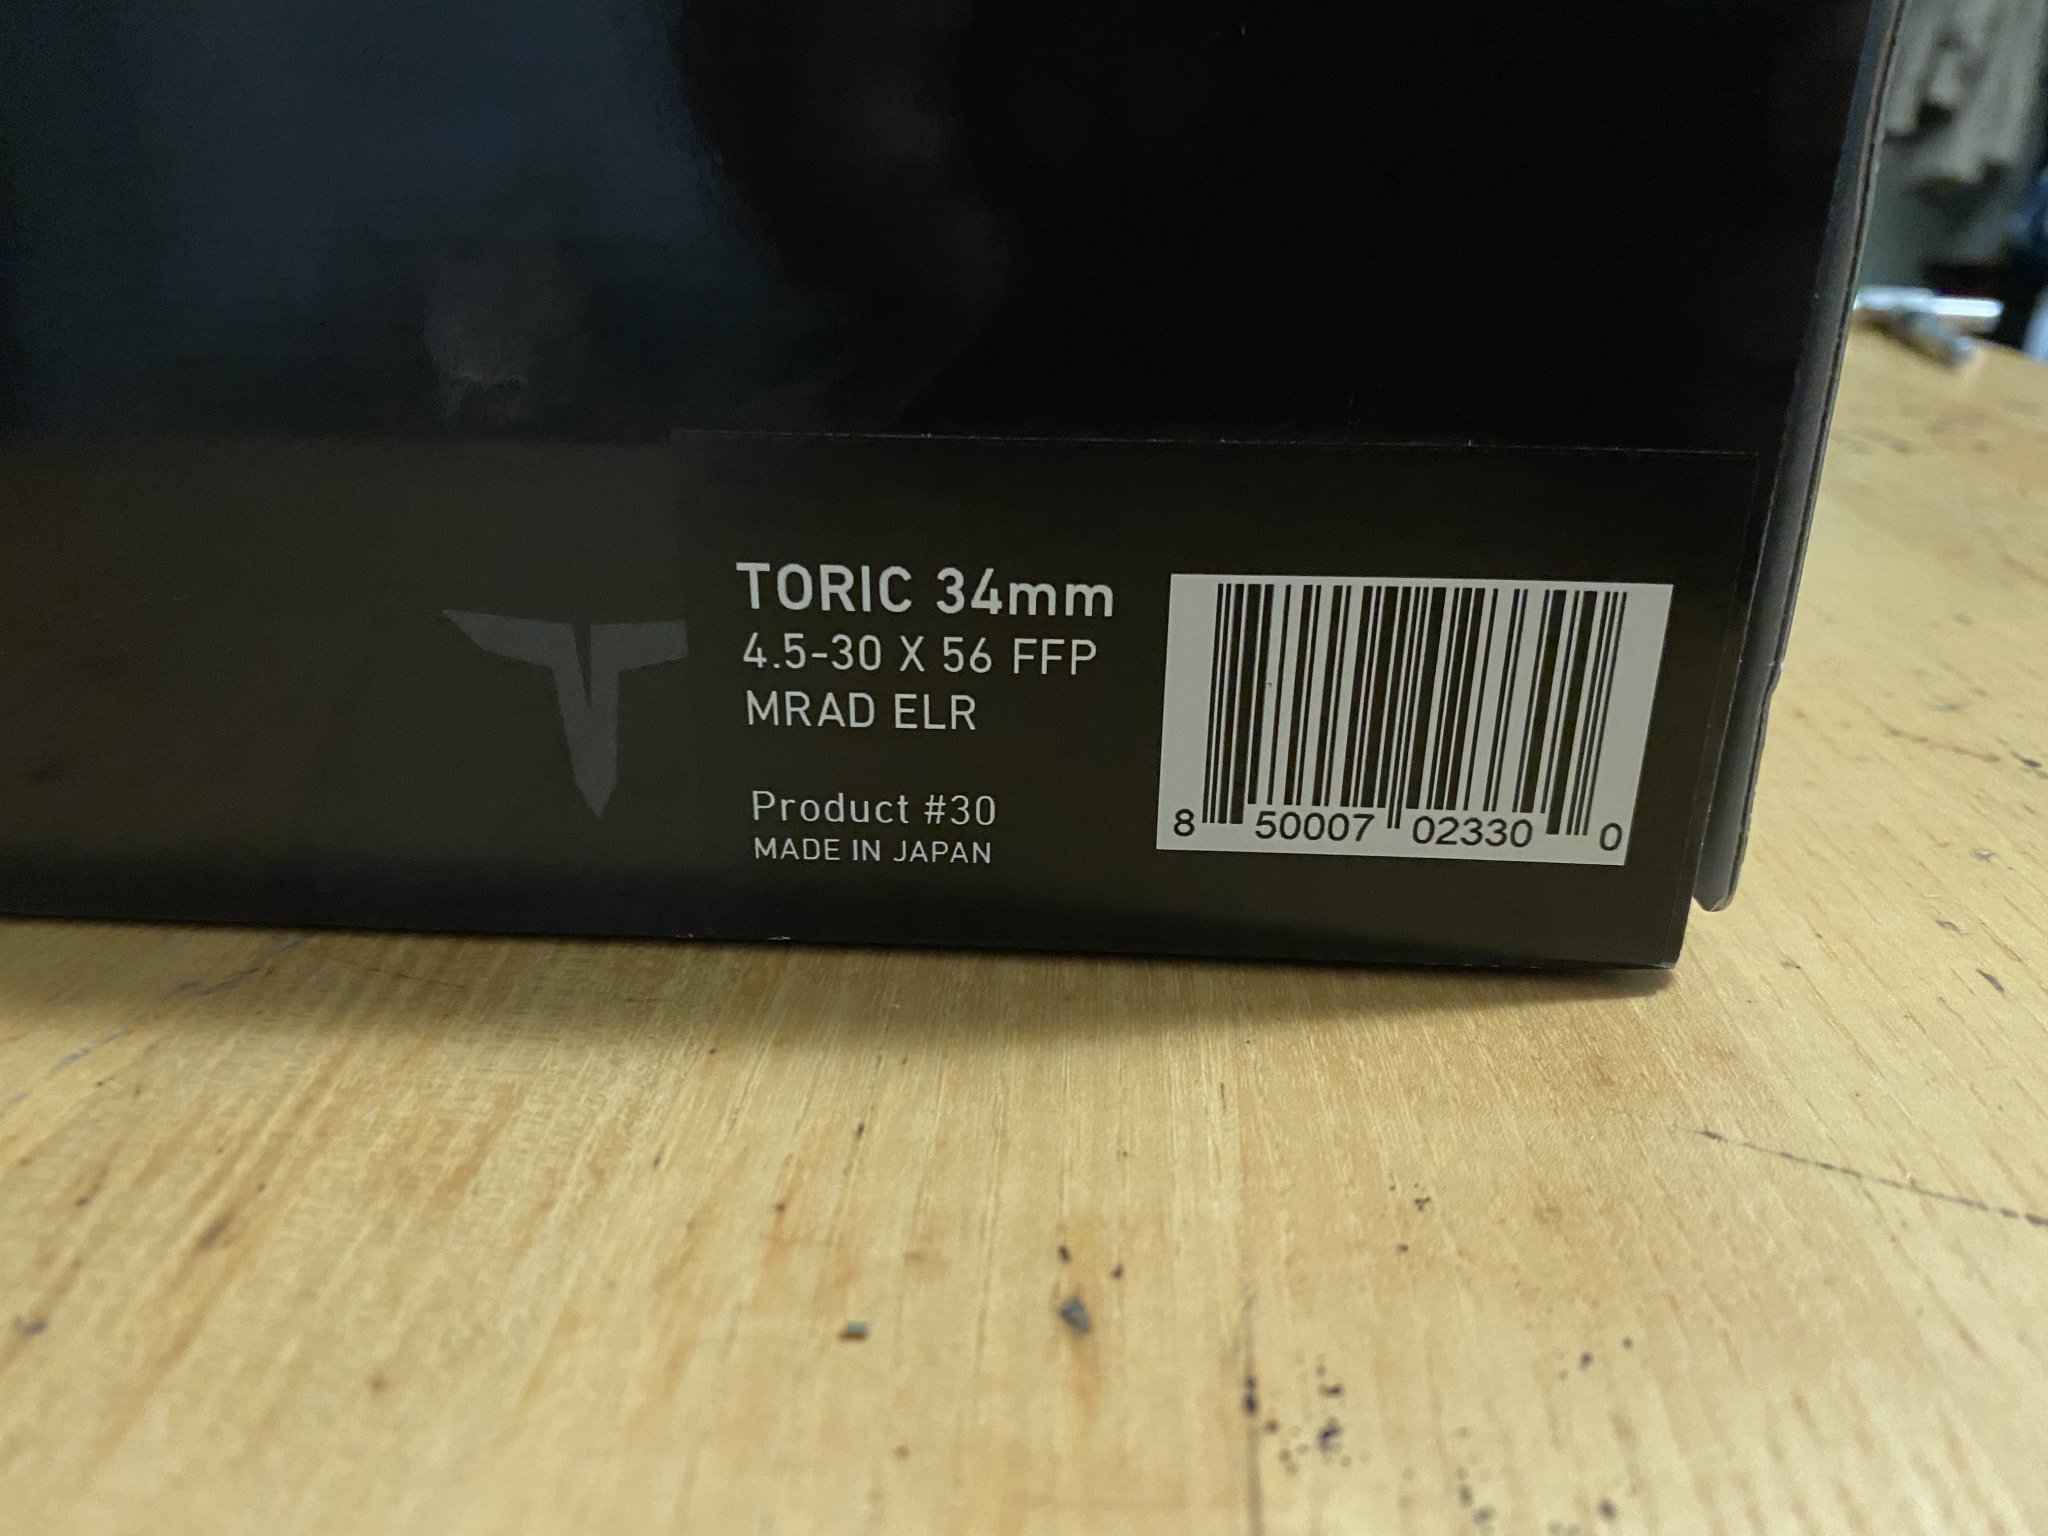 TORIC 34mm
4.5-30 X 56 FFP
MRAD ELR
Product #30
MADE IN JAPAN
8 50007 02330 0